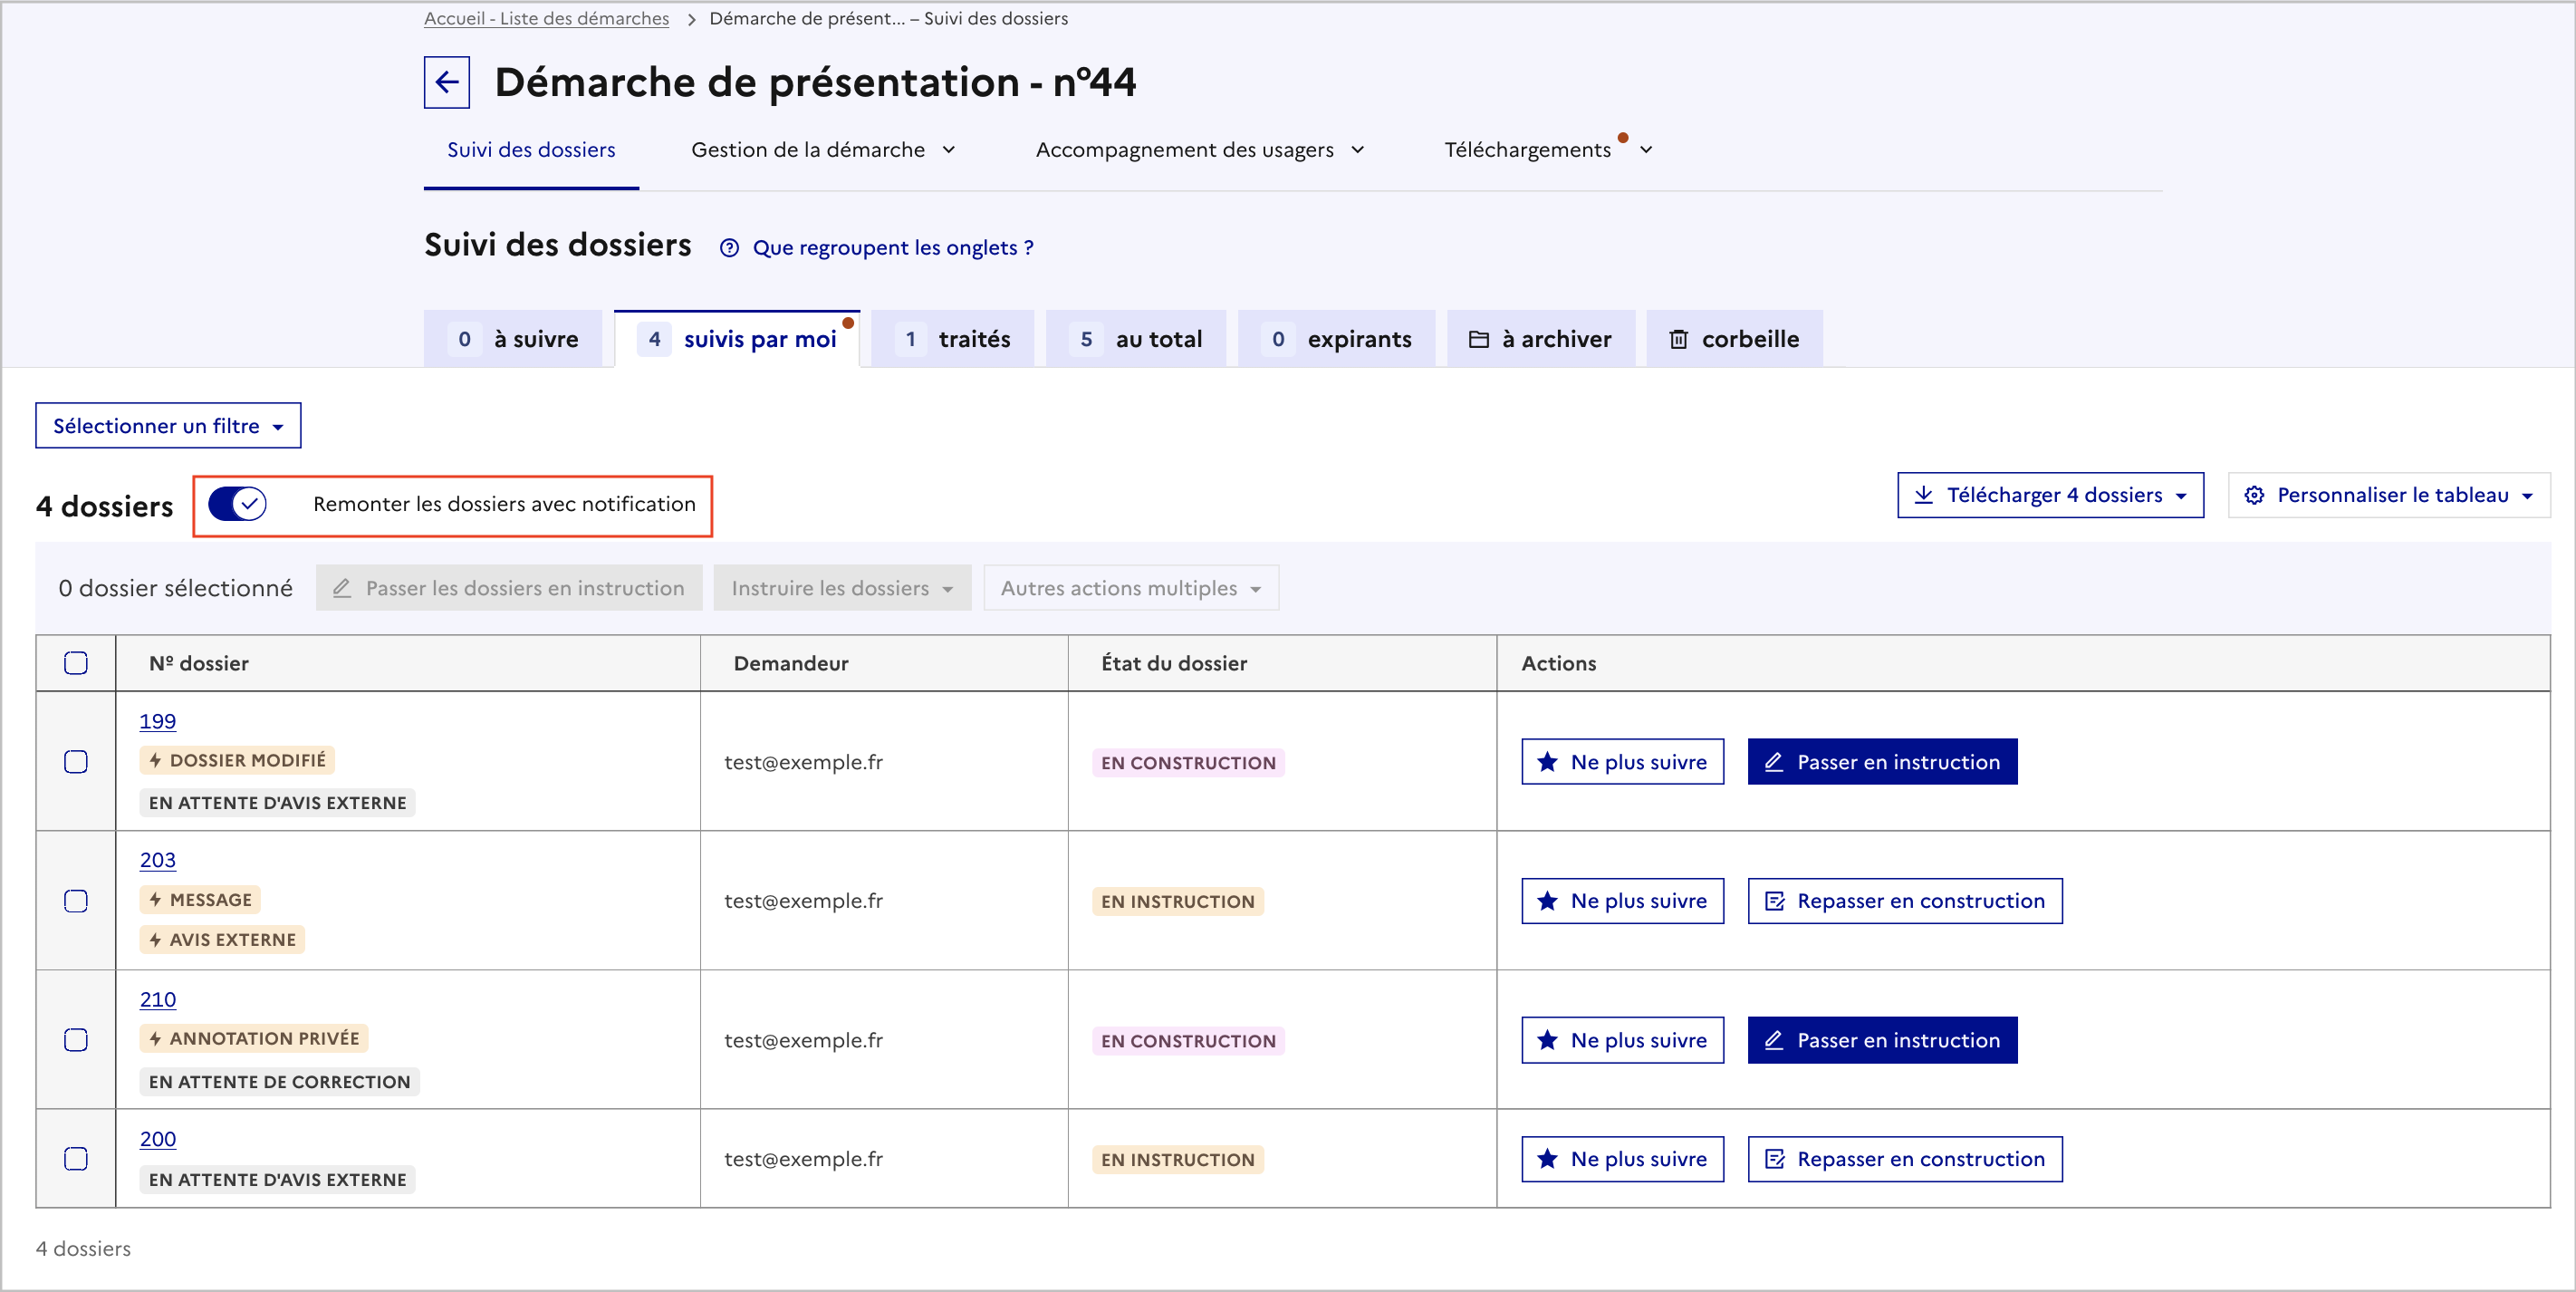 Accueil - Liste des démarches > Démarche de présent... – Suivi des dossiers
Démarche de présentation - n°44
Suivi des dossiers Gestion de la démarche Accompagnement des usagers Téléchargements
Suivi des dossiers Que regroupent les onglets ?
0 à suivre 4 suivis par moi 1 traités 5 au total 0 expirants à archiver corbeille
Sélectionner un filtre
4 dossiers Remonter les dossiers avec notification Télécharger 4 dossiers Personnaliser le tableau
0 dossier sélectionné Passer les dossiers en instruction Instruire les dossiers Autres actions multiples
Nº dossier Demandeur État du dossier Actions
199
DOSSIER MODIFIÉ
EN ATTENTE D'AVIS EXTERNE
test@exemple.fr EN CONSTRUCTION Ne plus suivre Passer en instruction
203
MESSAGE
AVIS EXTERNE
test@exemple.fr EN INSTRUCTION Ne plus suivre Repasser en construction
210
ANNOTATION PRIVÉE
EN ATTENTE DE CORRECTION
test@exemple.fr EN CONSTRUCTION Ne plus suivre Passer en instruction
200
EN ATTENTE D'AVIS EXTERNE
test@exemple.fr EN INSTRUCTION Ne plus suivre Repasser en construction
4 dossiers